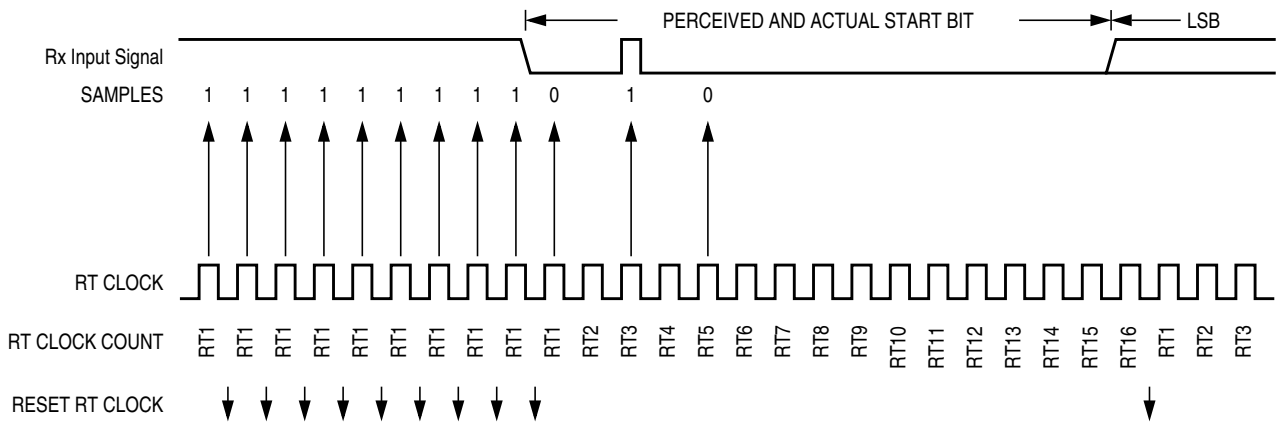 PERCEIVED AND ACTUAL START BIT LSB
Rx Input Signal
SAMPLES 1 1 1 1 1 1 1 1 1 0 1 0
RT CLOCK
RT CLOCK COUNT RT1 RT1 RT1 RT1 RT1 RT1 RT1 RT1 RT1 RT1 RT2 RT3 RT4 RT5 RT6 RT7 RT8 RT9 RT10 RT11 RT12 RT13 RT14 RT15 RT16 RT1 RT2 RT3
RESET RT CLOCK